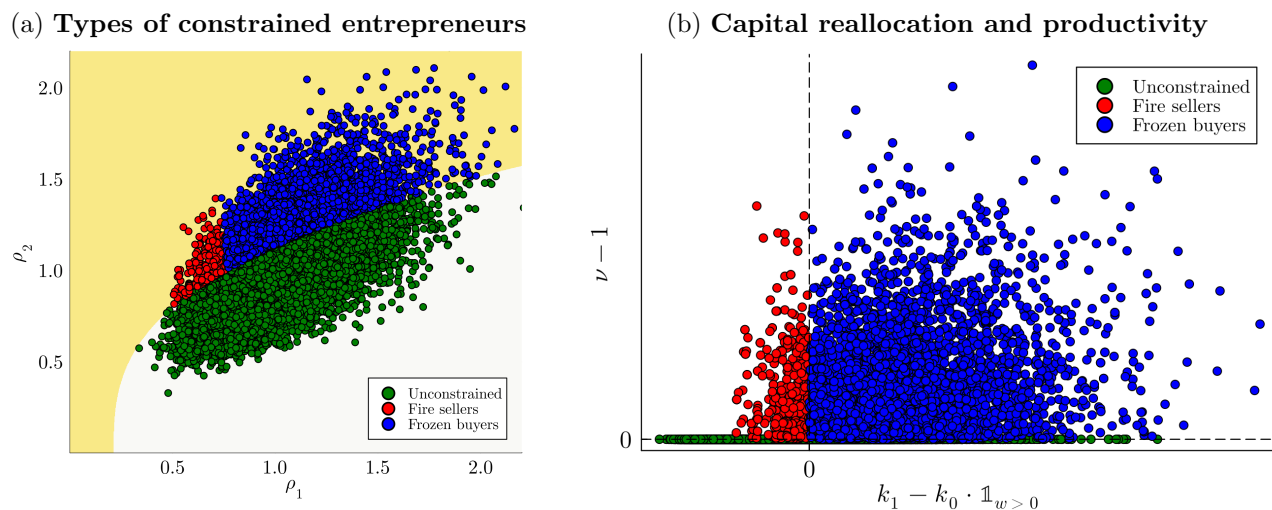 (a) Types of constrained entrepreneurs
2.0
1.5
1.0
0.5
ρ₂
0.5 1.0 1.5 2.0
ρ₁
Unconstrained
Fire sellers
Frozen buyers
(b) Capital reallocation and productivity
Unconstrained
Fire sellers
Frozen buyers
ν − 1
0
0
k₁ − k₀ · 𝟙_{w>0}